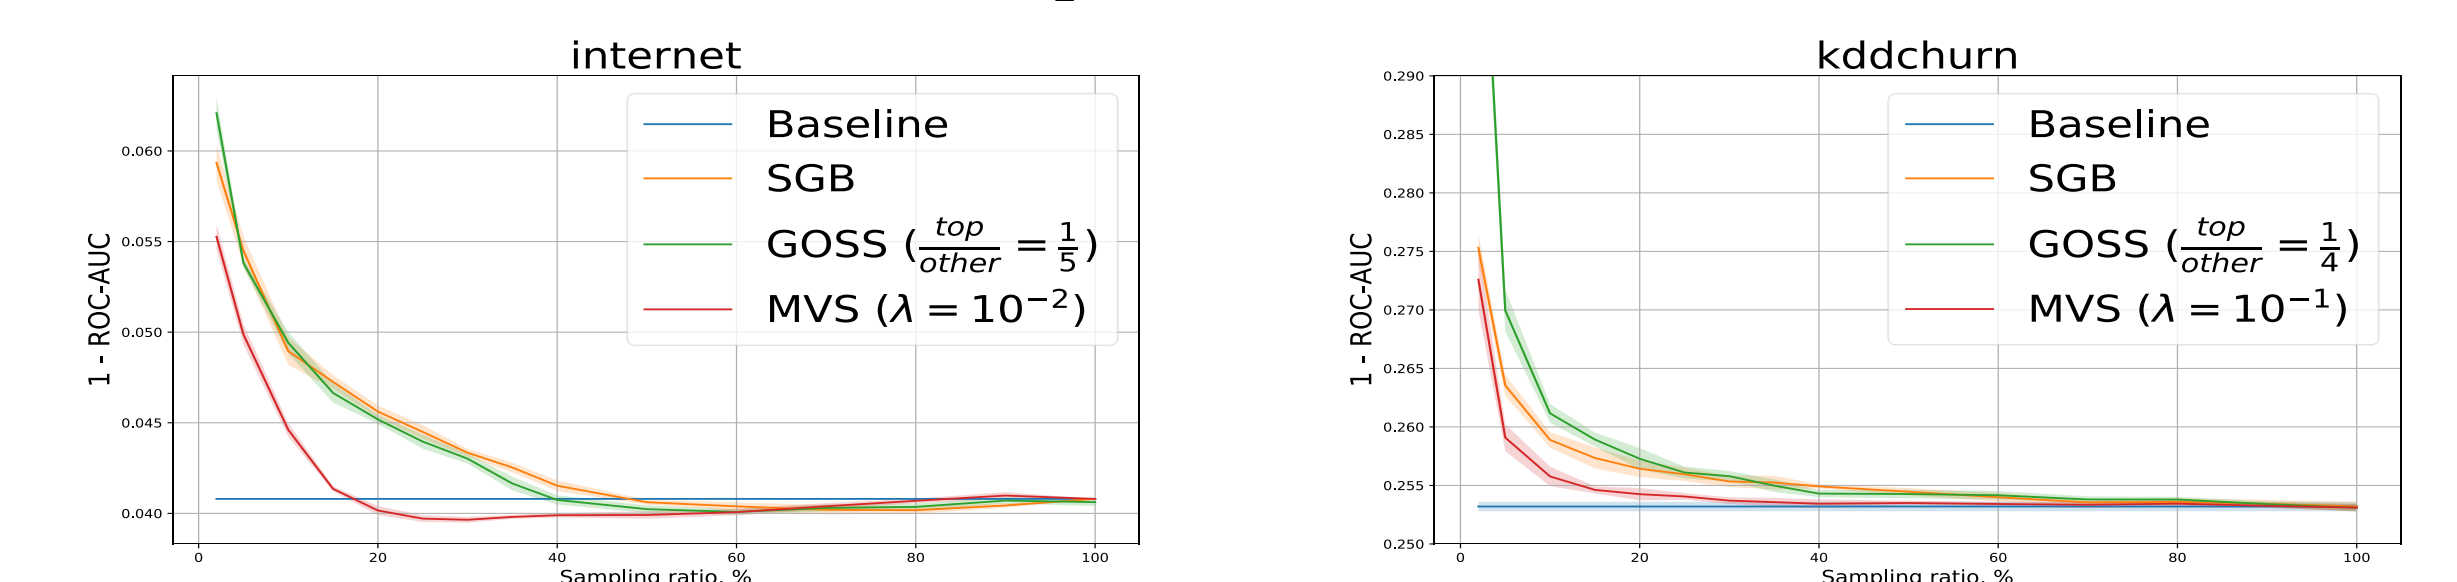 internet
0.060
0.055
0.050
0.045
0.040
1 - ROC-AUC
Baseline
SGB
GOSS (top/other = 1/5)
MVS (λ = 10⁻²)
0 20 40 60 80 100
Sampling ratio, %
kddchurn
0.290
0.285
0.280
0.275
0.270
0.265
0.260
0.255
0.250
1 - ROC-AUC
Baseline
SGB
GOSS (top/other = 1/4)
MVS (λ = 10⁻¹)
0 20 40 60 80 100
Sampling ratio, %